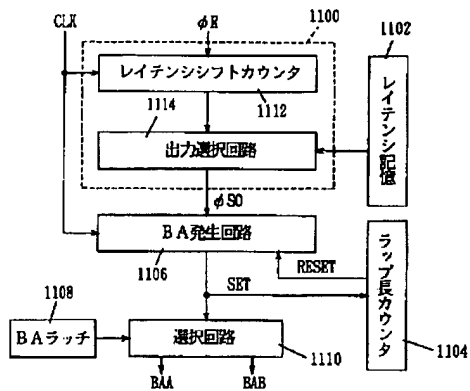 CLK
φR
1100
1102
レイテンシシフトカウンタ
1114
1112
出力選択回路
レイテンシ記憶
φSO
BA発生回路
1106
RESET
SET
ラップ長カウンタ
1104
1108
BAラッチ
選択回路
1110
BAA
BAB